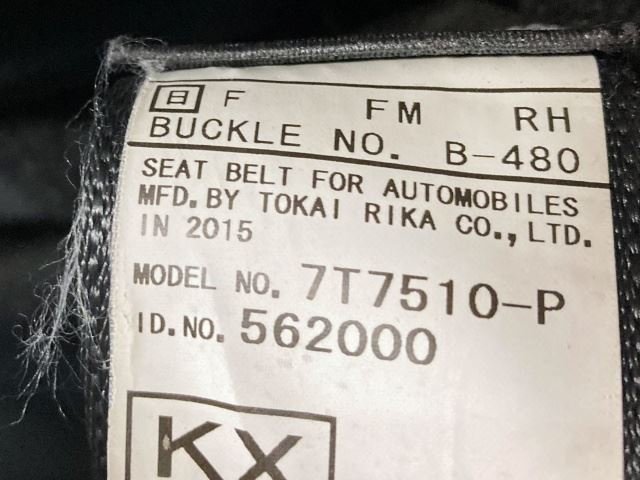 日 F FM RH
BUCKLE NO. B-480
SEAT BELT FOR AUTOMOBILES
MFD. BY TOKAI RIKA CO., LTD.
IN 2015
MODEL NO. 7T7510-P
ID. NO. 562000
KX